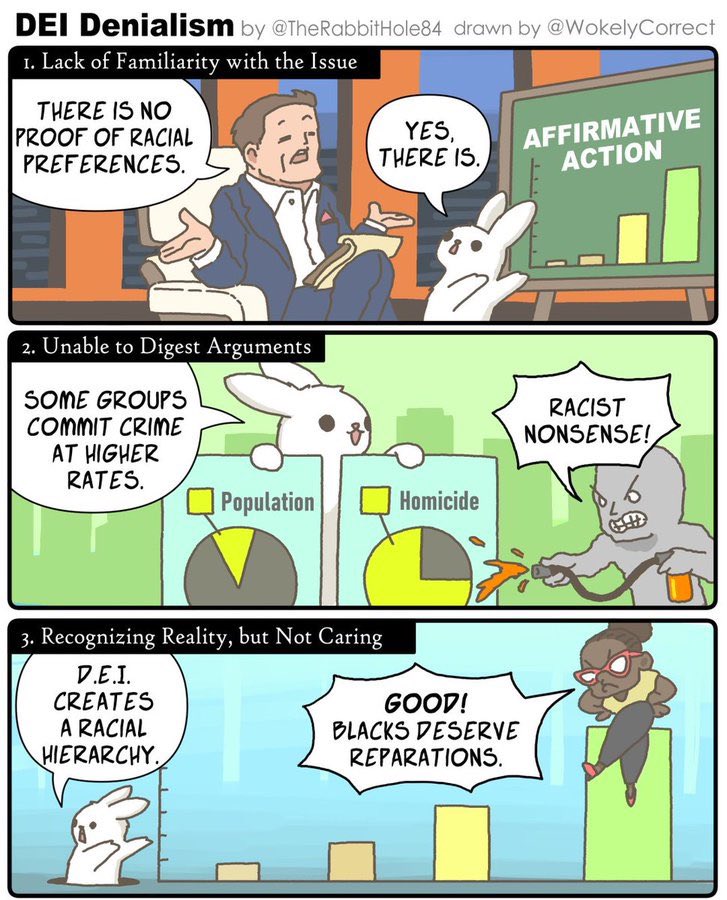 DEI Denialism by @TheRabbitHole84 drawn by @WokelyCorrect
1. Lack of Familiarity with the Issue
THERE IS NO
PROOF OF RACIAL
PREFERENCES.
YES,
THERE IS.
AFFIRMATIVE
ACTION
2. Unable to Digest Arguments
SOME GROUPS
COMMIT CRIME
AT HIGHER
RATES.
Population
Homicide
RACIST
NONSENSE!
3. Recognizing Reality, but Not Caring
D.E.I.
CREATES
A RACIAL
HIERARCHY.
GOOD!
BLACKS DESERVE
REPARATIONS.